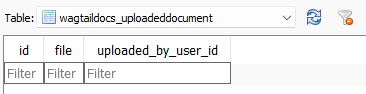 Table: wagtaildocs_uploadeddocument
id file uploaded_by_user_id
Filter Filter Filter